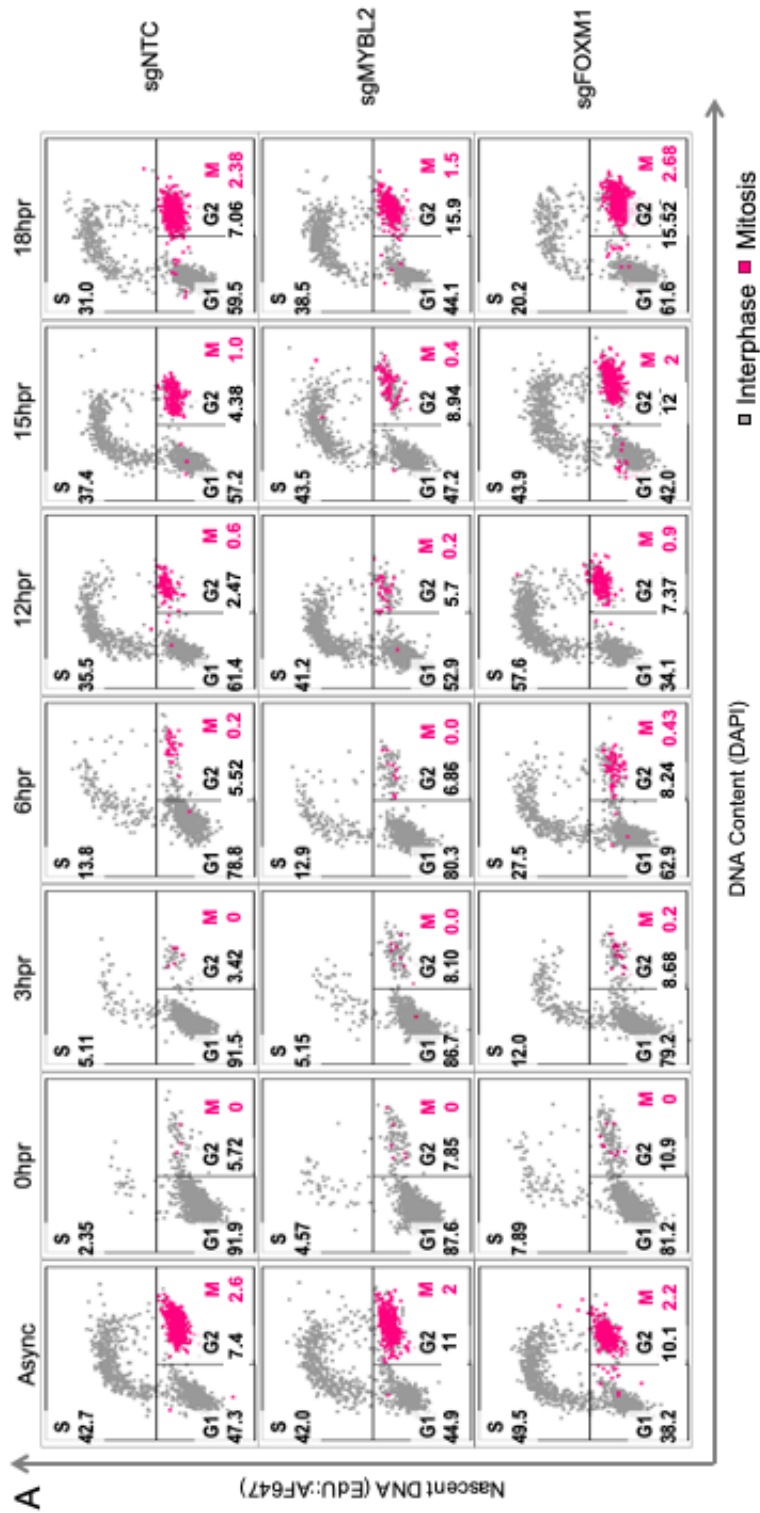 A
Async 0hpr 3hpr 6hpr 12hpr 15hpr 18hpr
Nascent DNA (EdU::AF647)
S S S S S S S
42.7 2.35 5.11 13.8 35.5 37.4 31.0
G1 G2 M G1 G2 M G1 G2 M G1 G2 M G1 G2 M G1 G2 M G1 G2 M
47.3 7.4 2.6 91.9 5.72 0 91.5 3.42 0 78.8 5.52 0.2 61.4 2.47 0.6 57.2 4.38 1.0 59.5 7.06 2.38
sgNTC
S S S S S S S
42.0 4.57 5.15 12.9 41.2 43.5 38.5
G1 G2 M G1 G2 M G1 G2 M G1 G2 M G1 G2 M G1 G2 M G1 G2 M
44.9 11 2 87.6 7.85 0 86.7 8.10 0.0 80.3 6.86 0.0 52.9 5.7 0.2 47.2 8.94 0.4 44.1 15.9 1.5
sgMYBL2
S S S S S S S
49.5 7.89 12.0 27.5 57.6 43.9 20.2
G1 G2 M G1 G2 M G1 G2 M G1 G2 M G1 G2 M G1 G2 M G1 G2 M
38.2 10.1 2.2 81.2 10.9 0 79.2 8.68 0.2 62.9 8.24 0.43 34.1 7.37 0.9 42.0 12 2 61.6 15.52 2.68
sgFOXM1
DNA Content (DAPI)
Interphase Mitosis